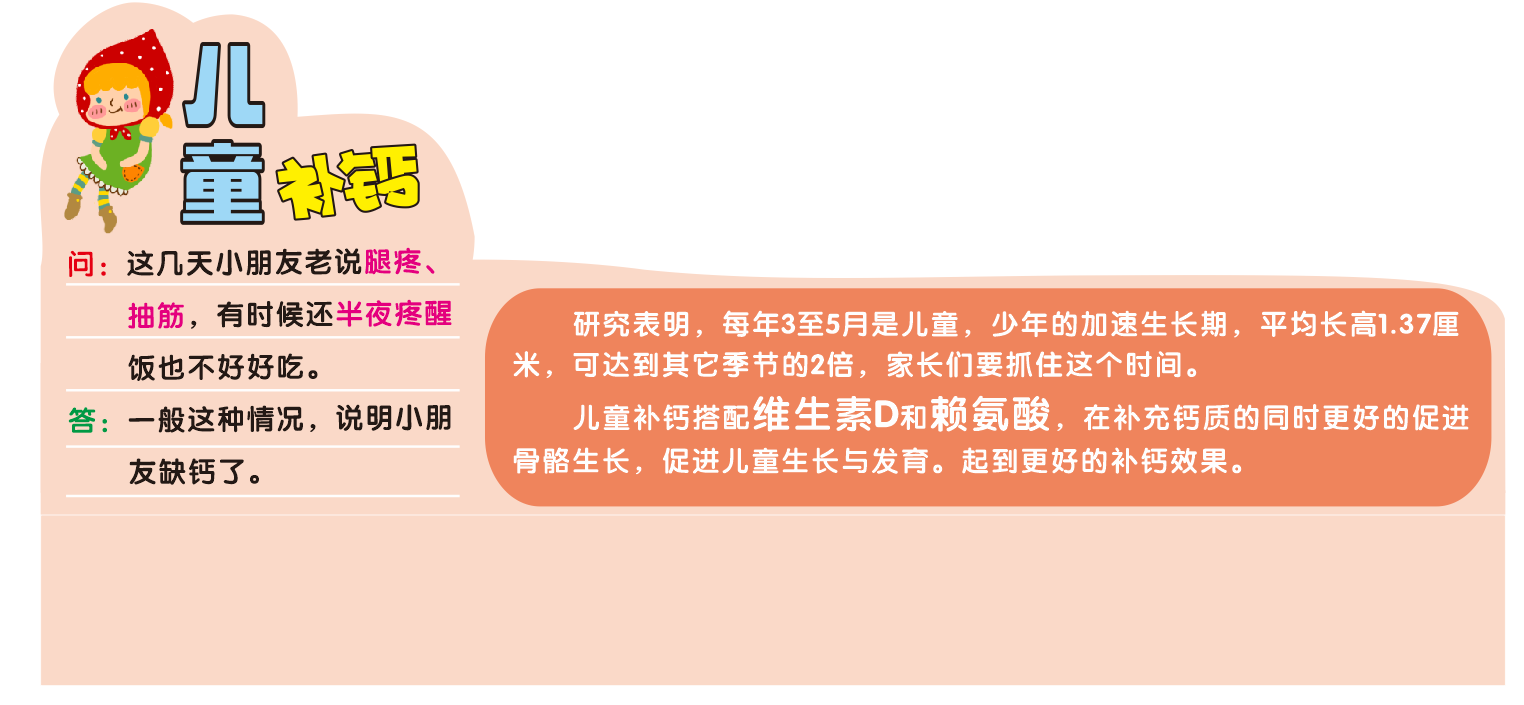 儿童
补钙
问：这几天小朋友老说腿疼、
抽筋，有时候还半夜疼醒
饭也不好好吃。
答：一般这种情况，说明小朋
友缺钙了。
研究表明，每年3至5月是儿童，少年的加速生长期，平均长高1.37厘
米，可达到其它季节的2倍，家长们要抓住这个时间。
儿童补钙搭配维生素D和赖氨酸，在补充钙质的同时更好的促进
骨骼生长，促进儿童生长与发育。起到更好的补钙效果。